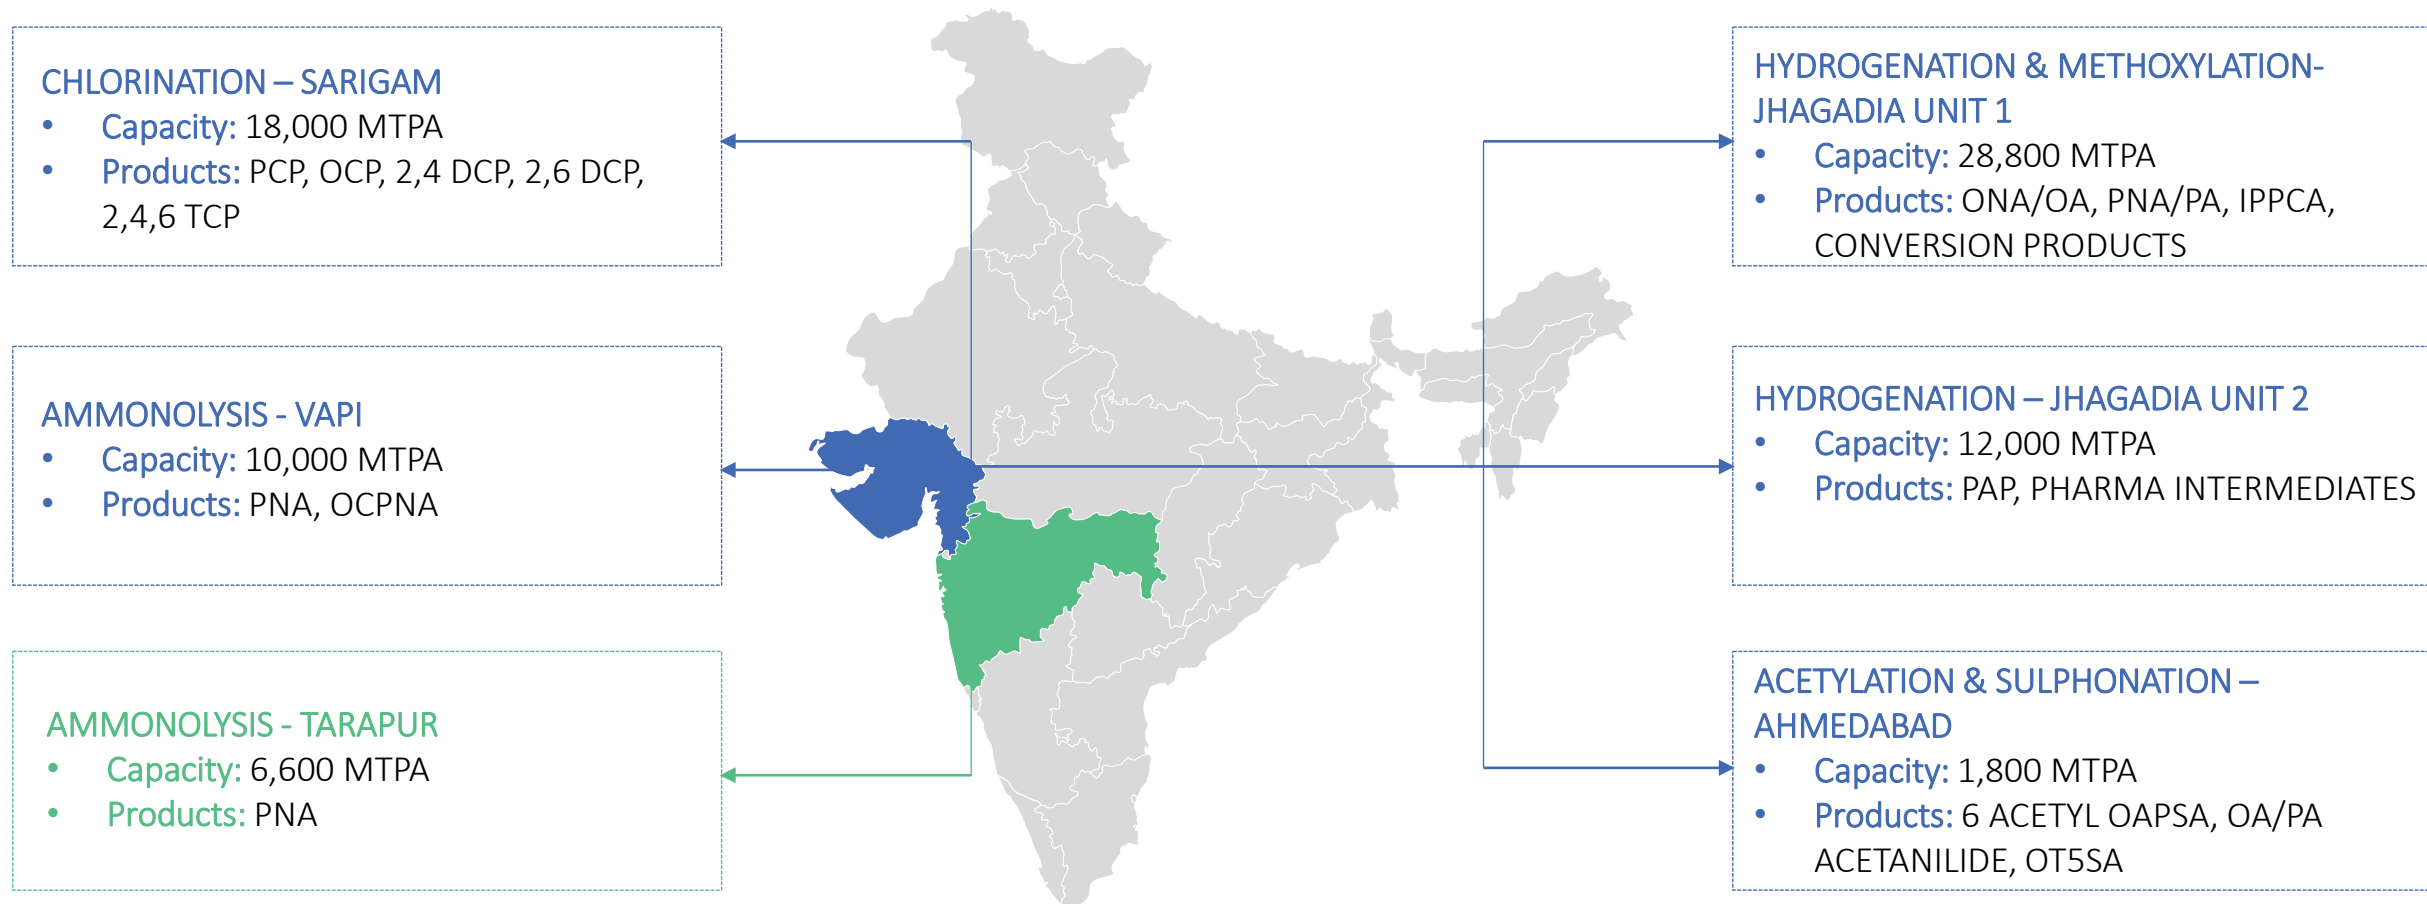 CHLORINATION – SARIGAM
• Capacity: 18,000 MTPA
• Products: PCP, OCP, 2,4 DCP, 2,6 DCP,
2,4,6 TCP
AMMONOLYSIS - VAPI
• Capacity: 10,000 MTPA
• Products: PNA, OCPNA
AMMONOLYSIS - TARAPUR
• Capacity: 6,600 MTPA
• Products: PNA
HYDROGENATION & METHOXYLATION-
JHAGADIA UNIT 1
• Capacity: 28,800 MTPA
• Products: ONA/OA, PNA/PA, IPPCA,
CONVERSION PRODUCTS
HYDROGENATION – JHAGADIA UNIT 2
• Capacity: 12,000 MTPA
• Products: PAP, PHARMA INTERMEDIATES
ACETYLATION & SULPHONATION –
AHMEDABAD
• Capacity: 1,800 MTPA
• Products: 6 ACETYL OAPSA, OA/PA
ACETANILIDE, OT5SA